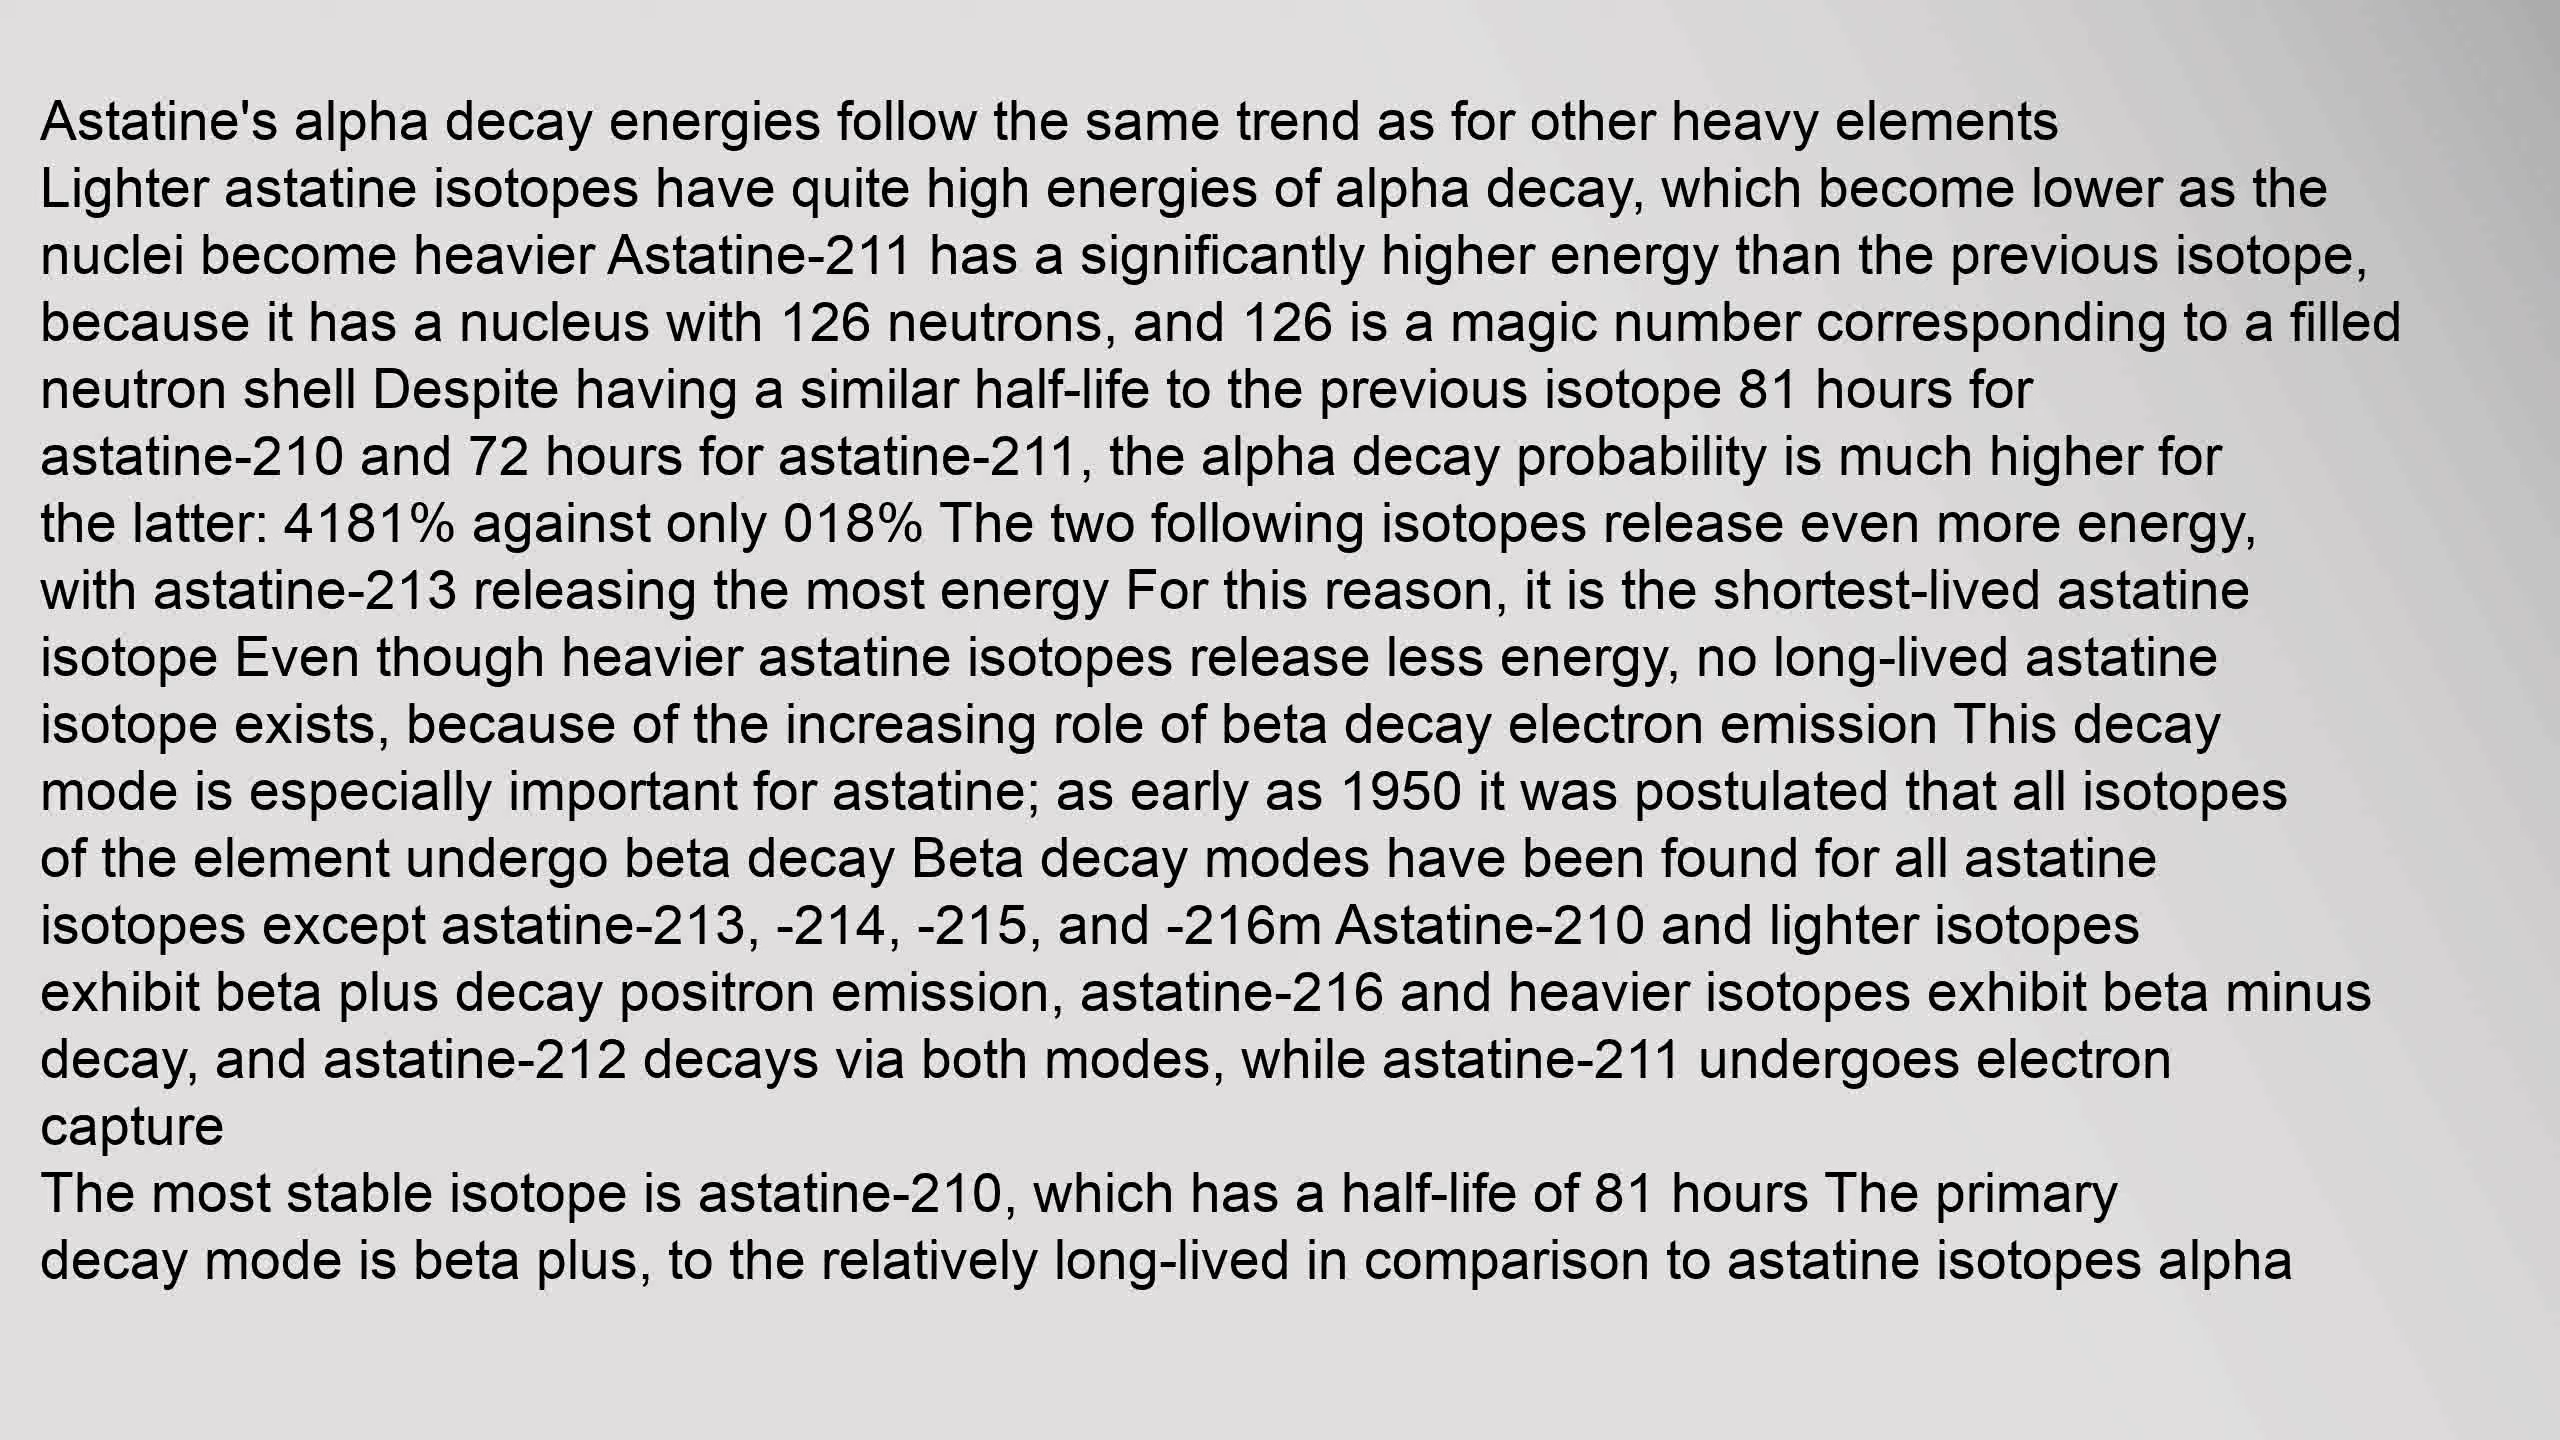 Astatine's alpha decay energies follow the same trend as for other heavy elements
Lighter astatine isotopes have quite high energies of alpha decay, which become lower as the
nuclei become heavier Astatine-211 has a significantly higher energy than the previous isotope,
because it has a nucleus with 126 neutrons, and 126 is a magic number corresponding to a filled
neutron shell Despite having a similar half-life to the previous isotope 81 hours for
astatine-210 and 72 hours for astatine-211, the alpha decay probability is much higher for
the latter: 4181% against only 018% The two following isotopes release even more energy,
with astatine-213 releasing the most energy For this reason, it is the shortest-lived astatine
isotope Even though heavier astatine isotopes release less energy, no long-lived astatine
isotope exists, because of the increasing role of beta decay electron emission This decay
mode is especially important for astatine; as early as 1950 it was postulated that all isotopes
of the element undergo beta decay Beta decay modes have been found for all astatine
isotopes except astatine-213, -214, -215, and -216m Astatine-210 and lighter isotopes
exhibit beta plus decay positron emission, astatine-216 and heavier isotopes exhibit beta minus
decay, and astatine-212 decays via both modes, while astatine-211 undergoes electron
capture
The most stable isotope is astatine-210, which has a half-life of 81 hours The primary
decay mode is beta plus, to the relatively long-lived in comparison to astatine isotopes alpha